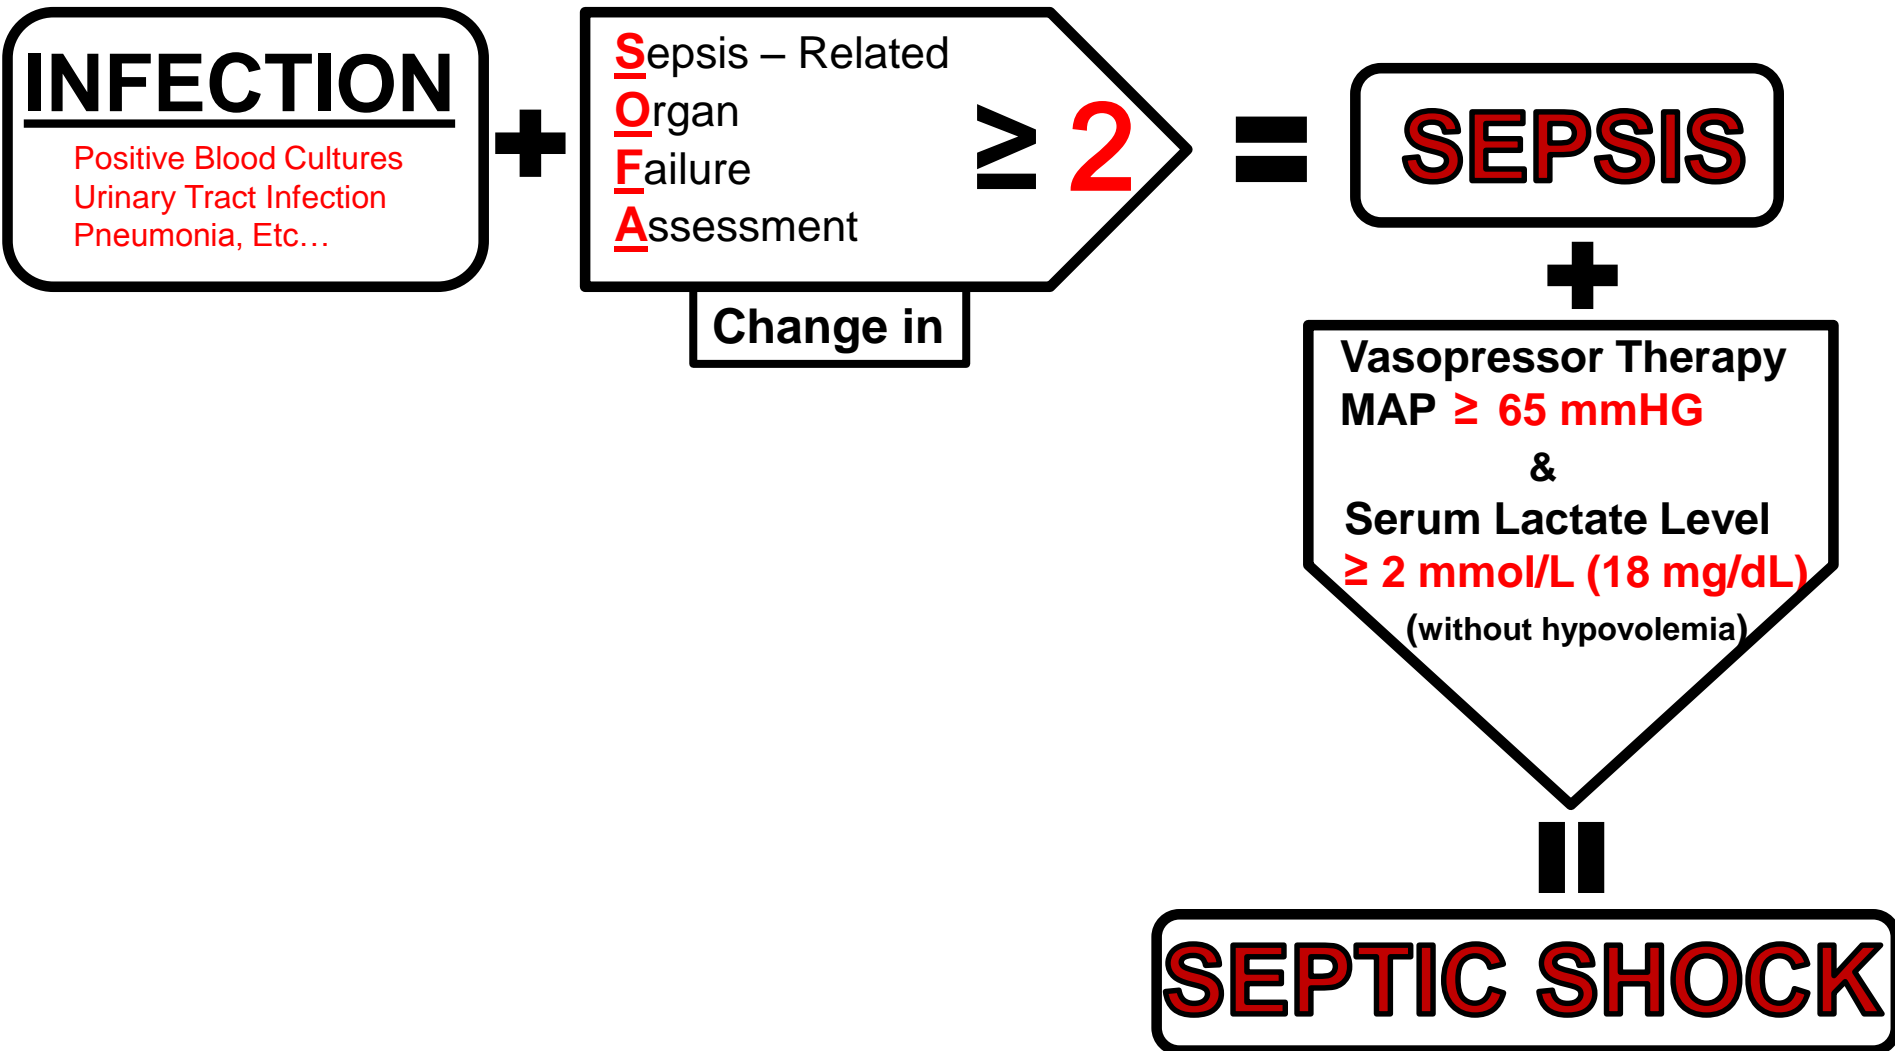 INFECTION
Positive Blood Cultures
Urinary Tract Infection
Pneumonia, Etc…
+
Sepsis – Related
Organ
Failure
Assessment
≥ 2
Change in
=
SEPSIS
+
Vasopressor Therapy
MAP ≥ 65 mmHG
&
Serum Lactate Level
≥ 2 mmol/L (18 mg/dL)
(without hypovolemia)
=
SEPTIC SHOCK